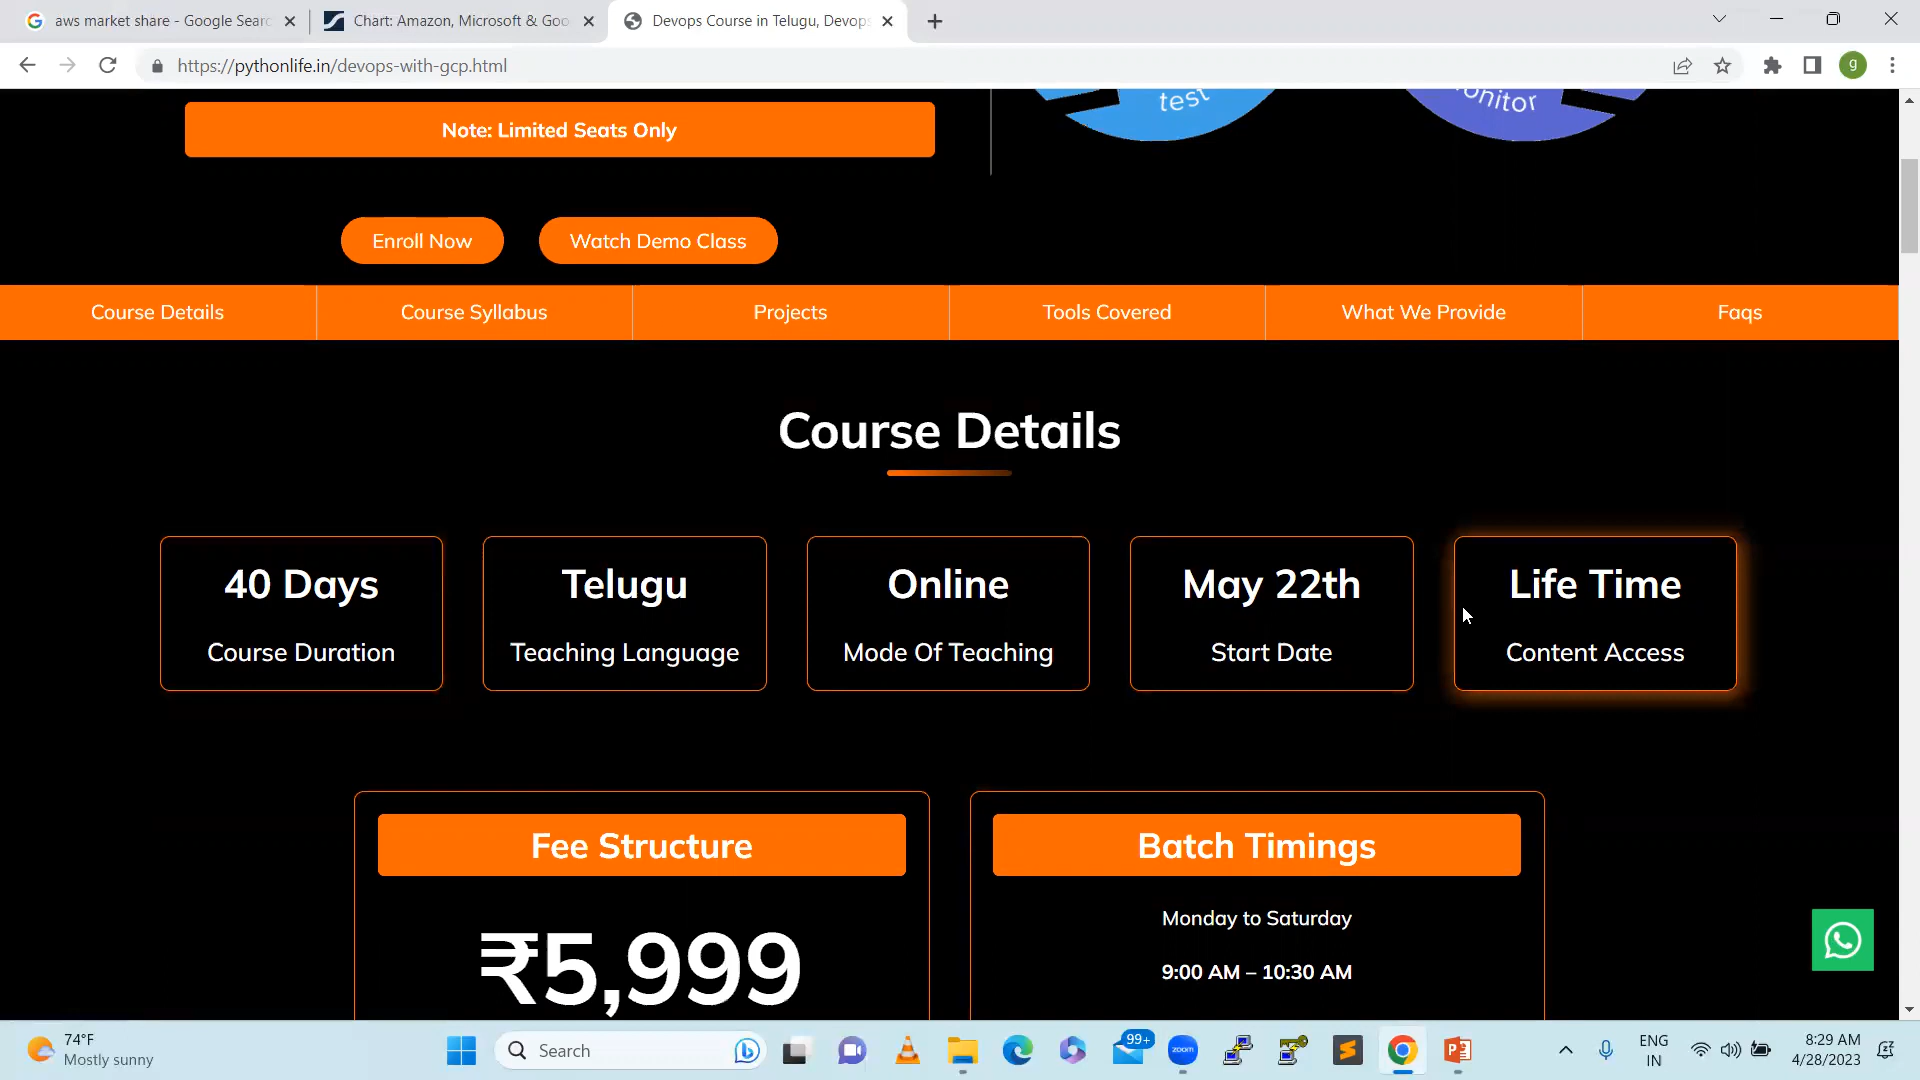 aws market share - Google Searc
Chart: Amazon, Microsoft & Goo
Devops Course in Telugu, Devops
https://pythonlife.in/devops-with-gcp.html
g
test
onitor
Note: Limited Seats Only
Enroll Now
Watch Demo Class
Course Details
Course Syllabus
Projects
Tools Covered
What We Provide
Faqs
Course Details
40 Days
Course Duration
Telugu
Teaching Language
Online
Mode Of Teaching
May 22th
Start Date
Life Time
Content Access
Fee Structure
₹5,999
Batch Timings
Monday to Saturday
9:00 AM – 10:30 AM
74°F
Mostly sunny
Search
99+
zoom
ENG
IN
8:29 AM
4/28/2023